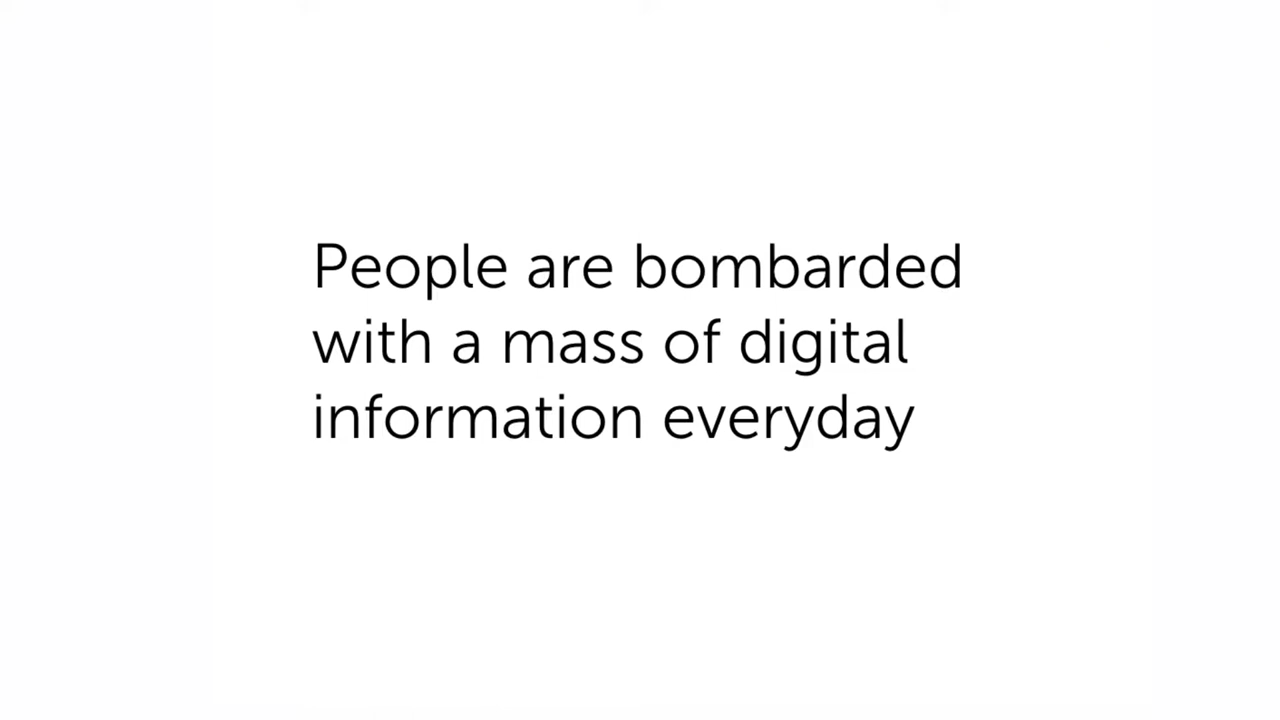 People are bombarded
with a mass of digital
information everyday